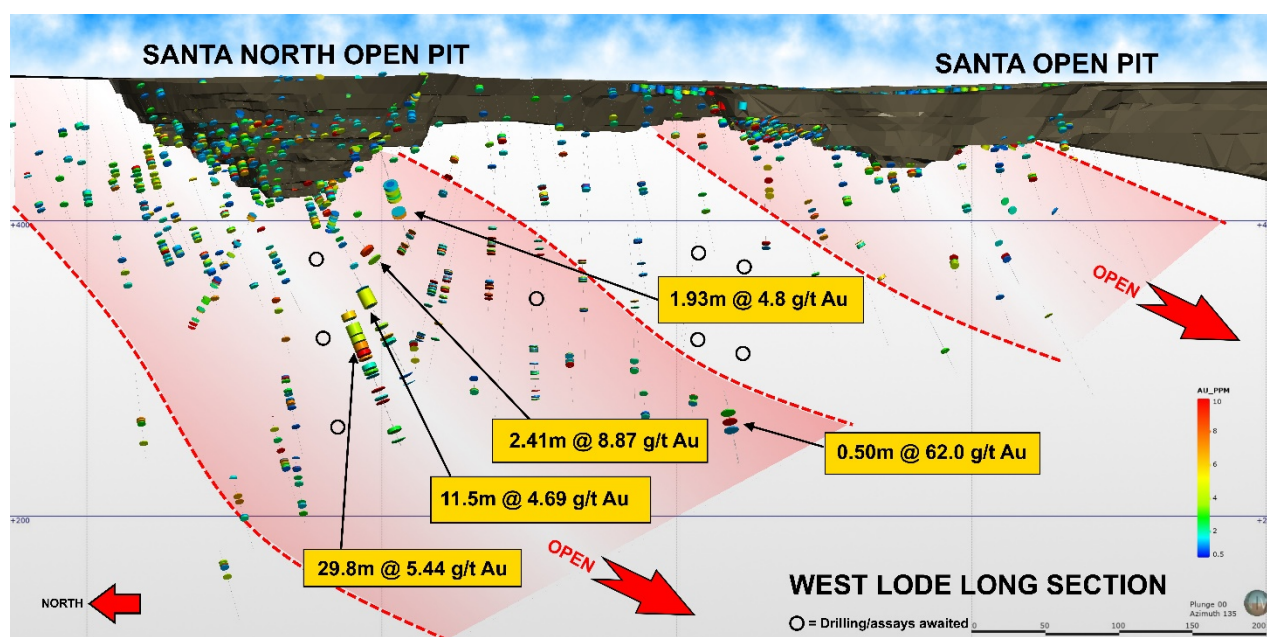 SANTA NORTH OPEN PIT
SANTA OPEN PIT
+400
+4
1.93m @ 4.8 g/t Au
OPEN
AU_PPM
10
8
6
4
2
0.5
2.41m @ 8.87 g/t Au
0.50m @ 62.0 g/t Au
11.5m @ 4.69 g/t Au
+200
+2
29.8m @ 5.44 g/t Au
OPEN
WEST LODE LONG SECTION
NORTH
= Drilling/assays awaited
Plunge 00
Azimuth 135
0 50 100 150 200